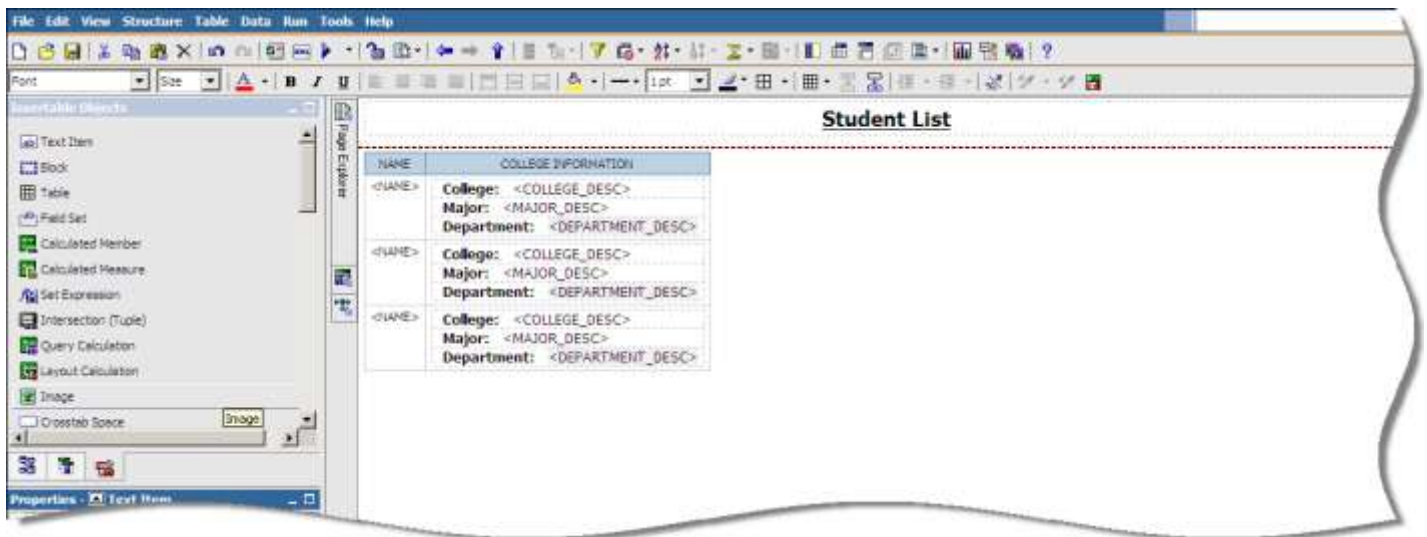 File Edit View Structure Table Data Run Tools Help
Font Size A B I U 1 pt
Insertable Objects
Text Item
Block
Table
Field Set
Calculated Member
Calculated Measure
Set Expression
Intersection (Tuple)
Query Calculation
Layout Calculation
Image
Crosstab Space
Image
Properties - Text Item
Page Explorer
Student List
NAME COLLEGE INFORMATION
<NAME> College: <COLLEGE_DESC>
Major: <MAJOR_DESC>
Department: <DEPARTMENT_DESC>
<NAME> College: <COLLEGE_DESC>
Major: <MAJOR_DESC>
Department: <DEPARTMENT_DESC>
<NAME> College: <COLLEGE_DESC>
Major: <MAJOR_DESC>
Department: <DEPARTMENT_DESC>